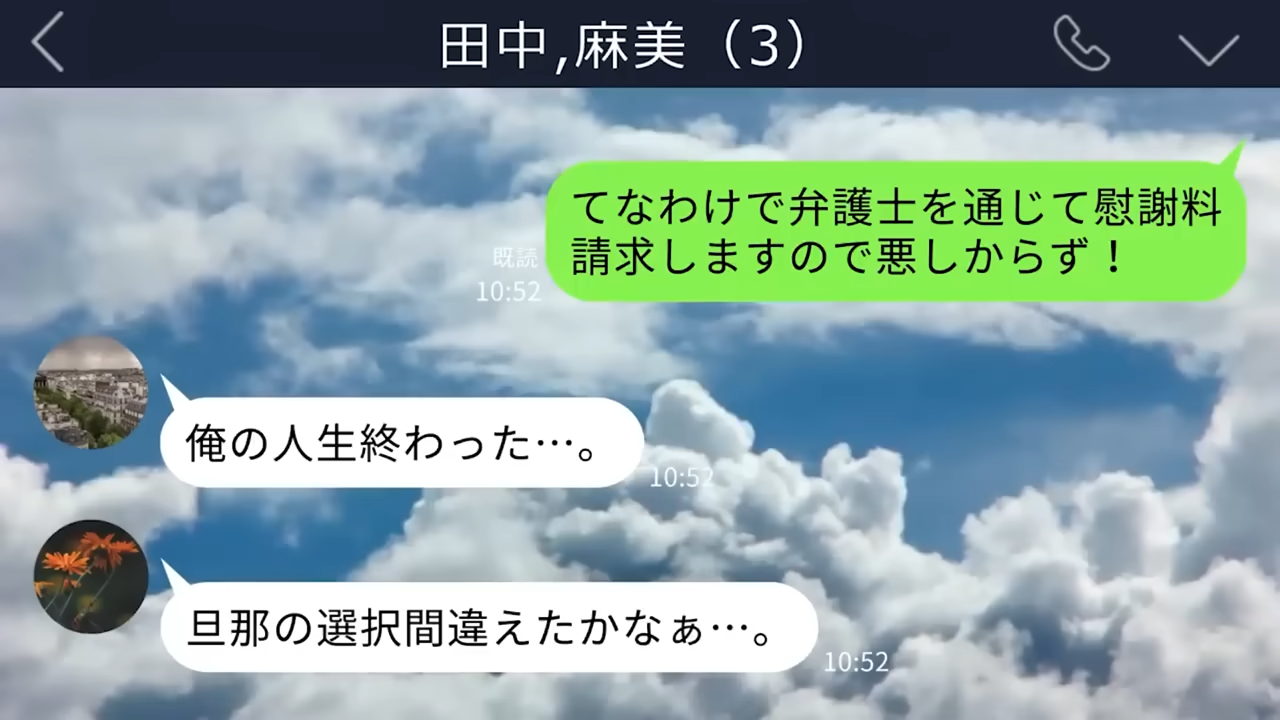 田中,麻美（3）
てなわけで弁護士を通じて慰謝料
請求しますので悪しからず！
既読
10:52
俺の人生終わった…。
10:52
旦那の選択間違えたかなぁ…。
10:52